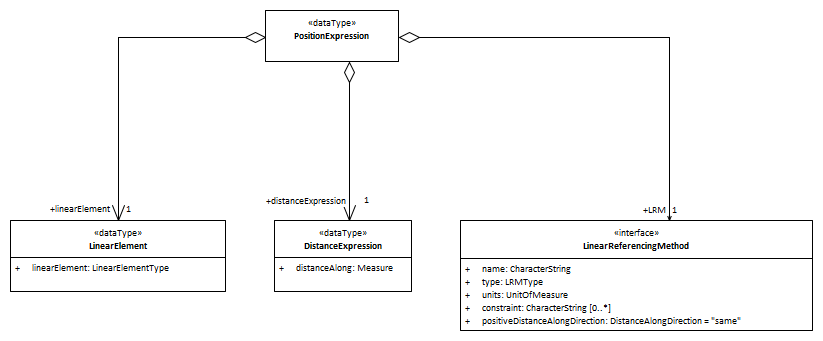 «dataType»
PositionExpression
+linearElement
1
+distanceExpression
1
+LRM
1
«dataType»
LinearElement
+ linearElement: LinearElementType
«dataType»
DistanceExpression
+ distanceAlong: Measure
«interface»
LinearReferencingMethod
+ name: CharacterString
+ type: LRMType
+ units: UnitOfMeasure
+ constraint: CharacterString [0..*]
+ positiveDistanceAlongDirection: DistanceAlongDirection = "same"